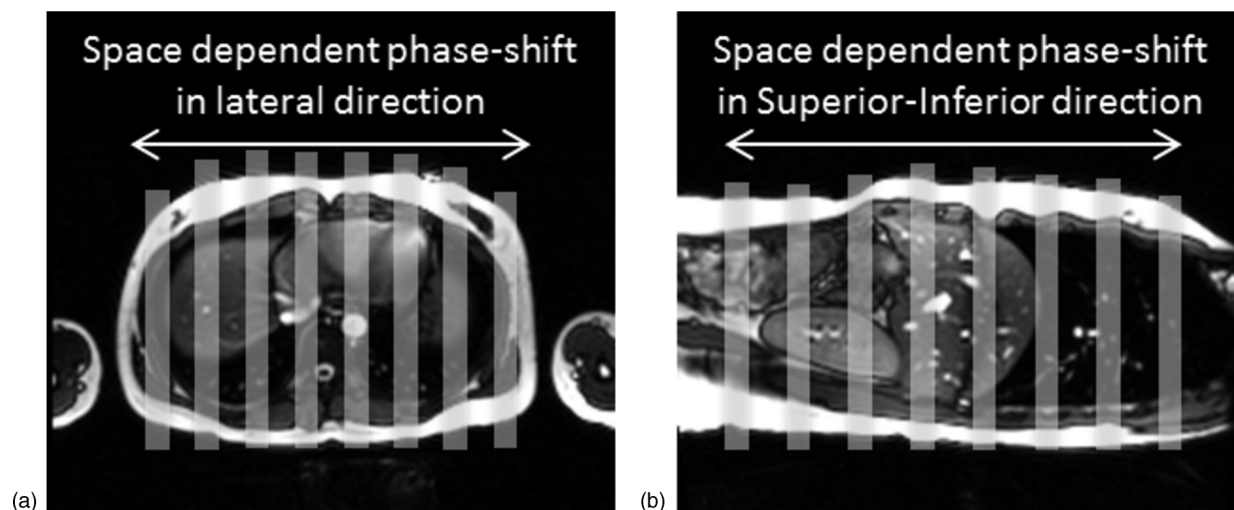 Space dependent phase-shift
in lateral direction
(a)
Space dependent phase-shift
in Superior-Inferior direction
(b)